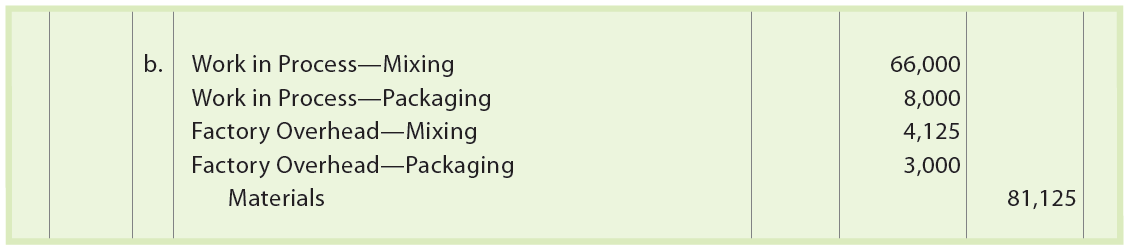 b. Work in Process—Mixing 66,000
Work in Process—Packaging 8,000
Factory Overhead—Mixing 4,125
Factory Overhead—Packaging 3,000
Materials 81,125